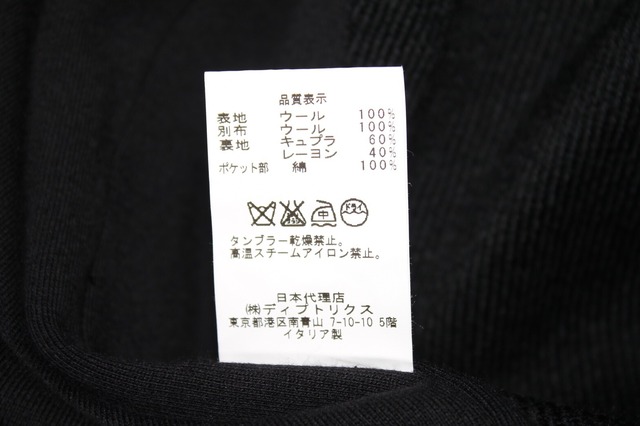 品質表示
表地 ウール 100%
別布 ウール 100%
裏地 キュプラ 60%
レーヨン 40%
ポケット部 綿 100%
中 ドライ
タンブラー乾燥禁止。
高温スチームアイロン禁止。
日本代理店
(株)ディプトリクス
東京都港区南青山 7-10-10 5階
イタリア製